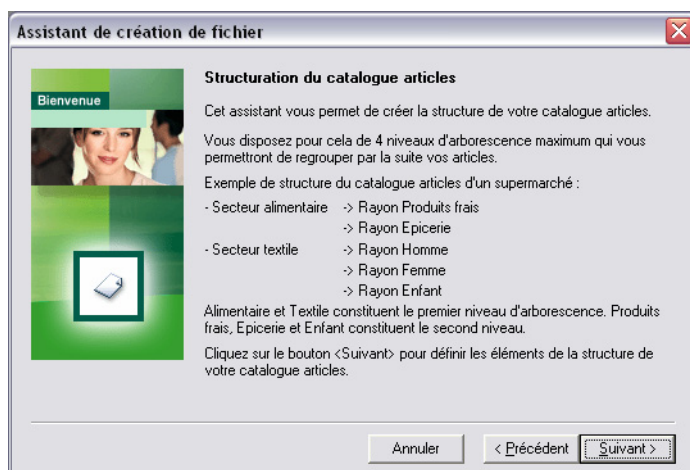 Assistant de création de fichier
Bienvenue
Structuration du catalogue articles
Cet assistant vous permet de créer la structure de votre catalogue articles.
Vous disposez pour cela de 4 niveaux d'arborescence maximum qui vous
permettront de regrouper par la suite vos articles.
Exemple de structure du catalogue articles d'un supermarché :
- Secteur alimentaire -> Rayon Produits frais
-> Rayon Epicerie
- Secteur textile -> Rayon Homme
-> Rayon Femme
-> Rayon Enfant
Alimentaire et Textile constituent le premier niveau d'arborescence. Produits
frais, Epicerie et Enfant constituent le second niveau.
Cliquez sur le bouton <Suivant> pour définir les éléments de la structure de
votre catalogue articles.
Annuler < Précédent Suivant >